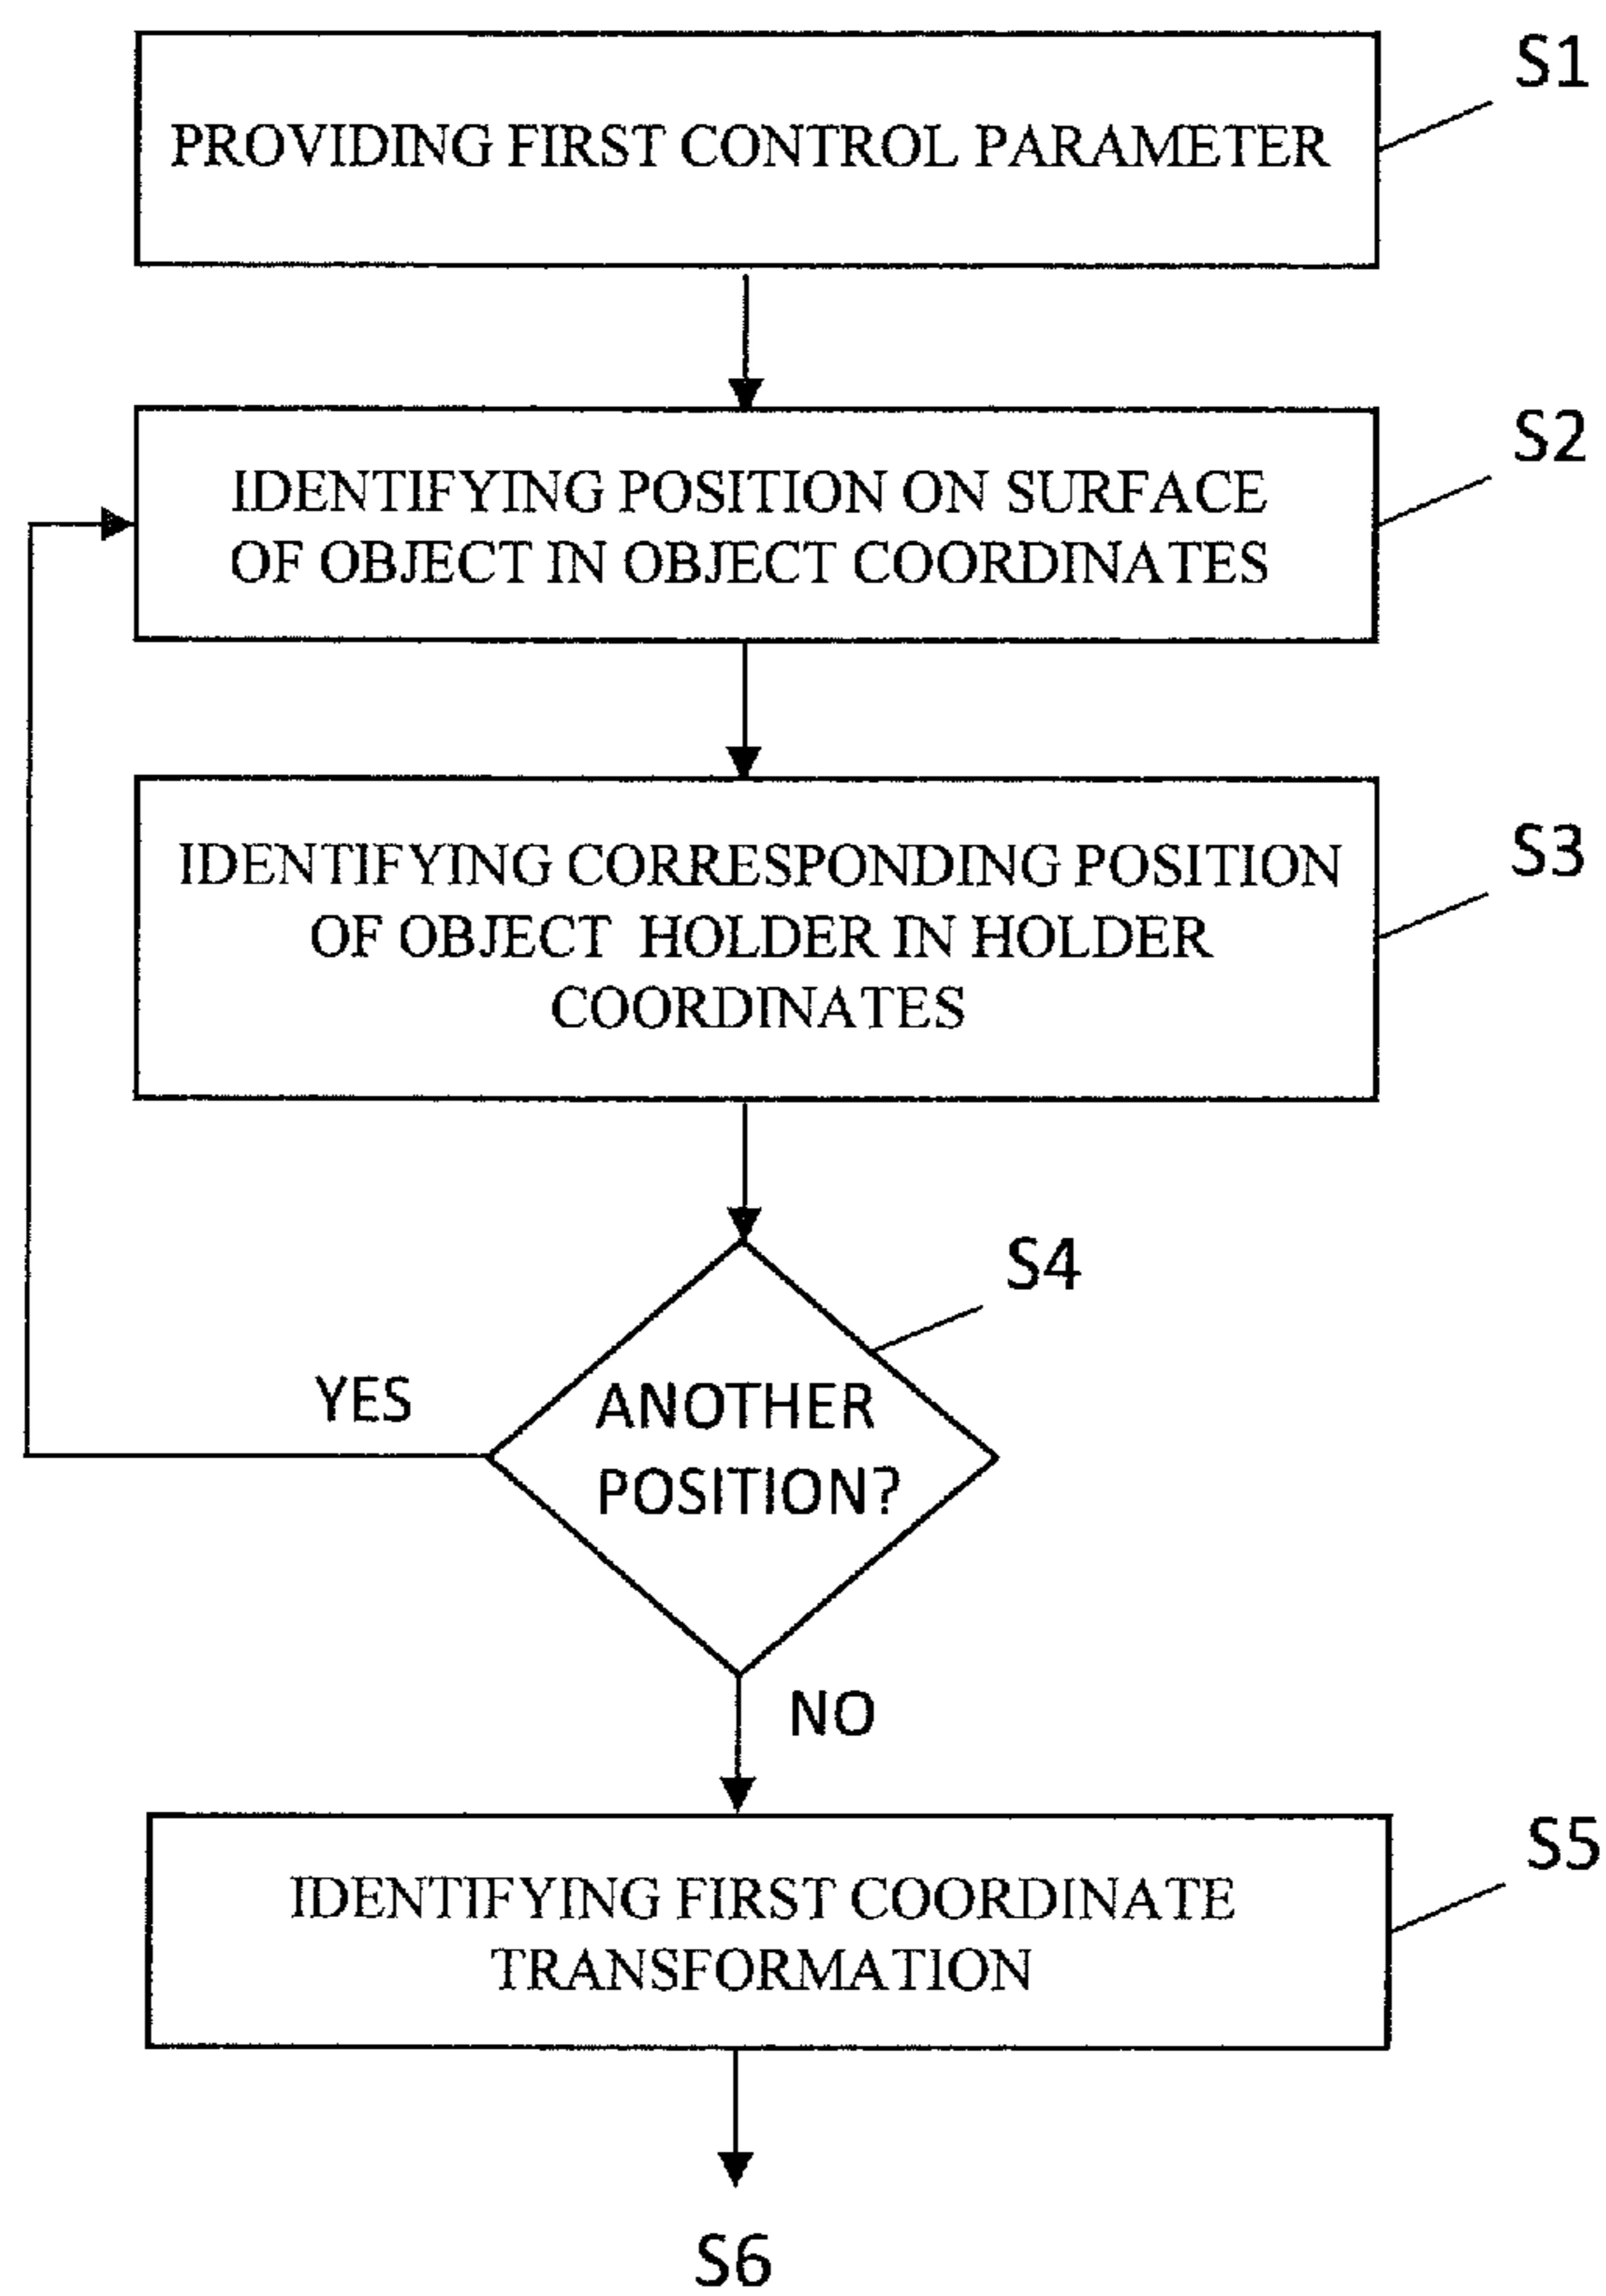 S1
PROVIDING FIRST CONTROL PARAMETER
S2
IDENTIFYING POSITION ON SURFACE
OF OBJECT IN OBJECT COORDINATES
S3
IDENTIFYING CORRESPONDING POSITION
OF OBJECT HOLDER IN HOLDER
COORDINATES
S4
YES
ANOTHER
POSITION?
NO
S5
IDENTIFYING FIRST COORDINATE
TRANSFORMATION
S6